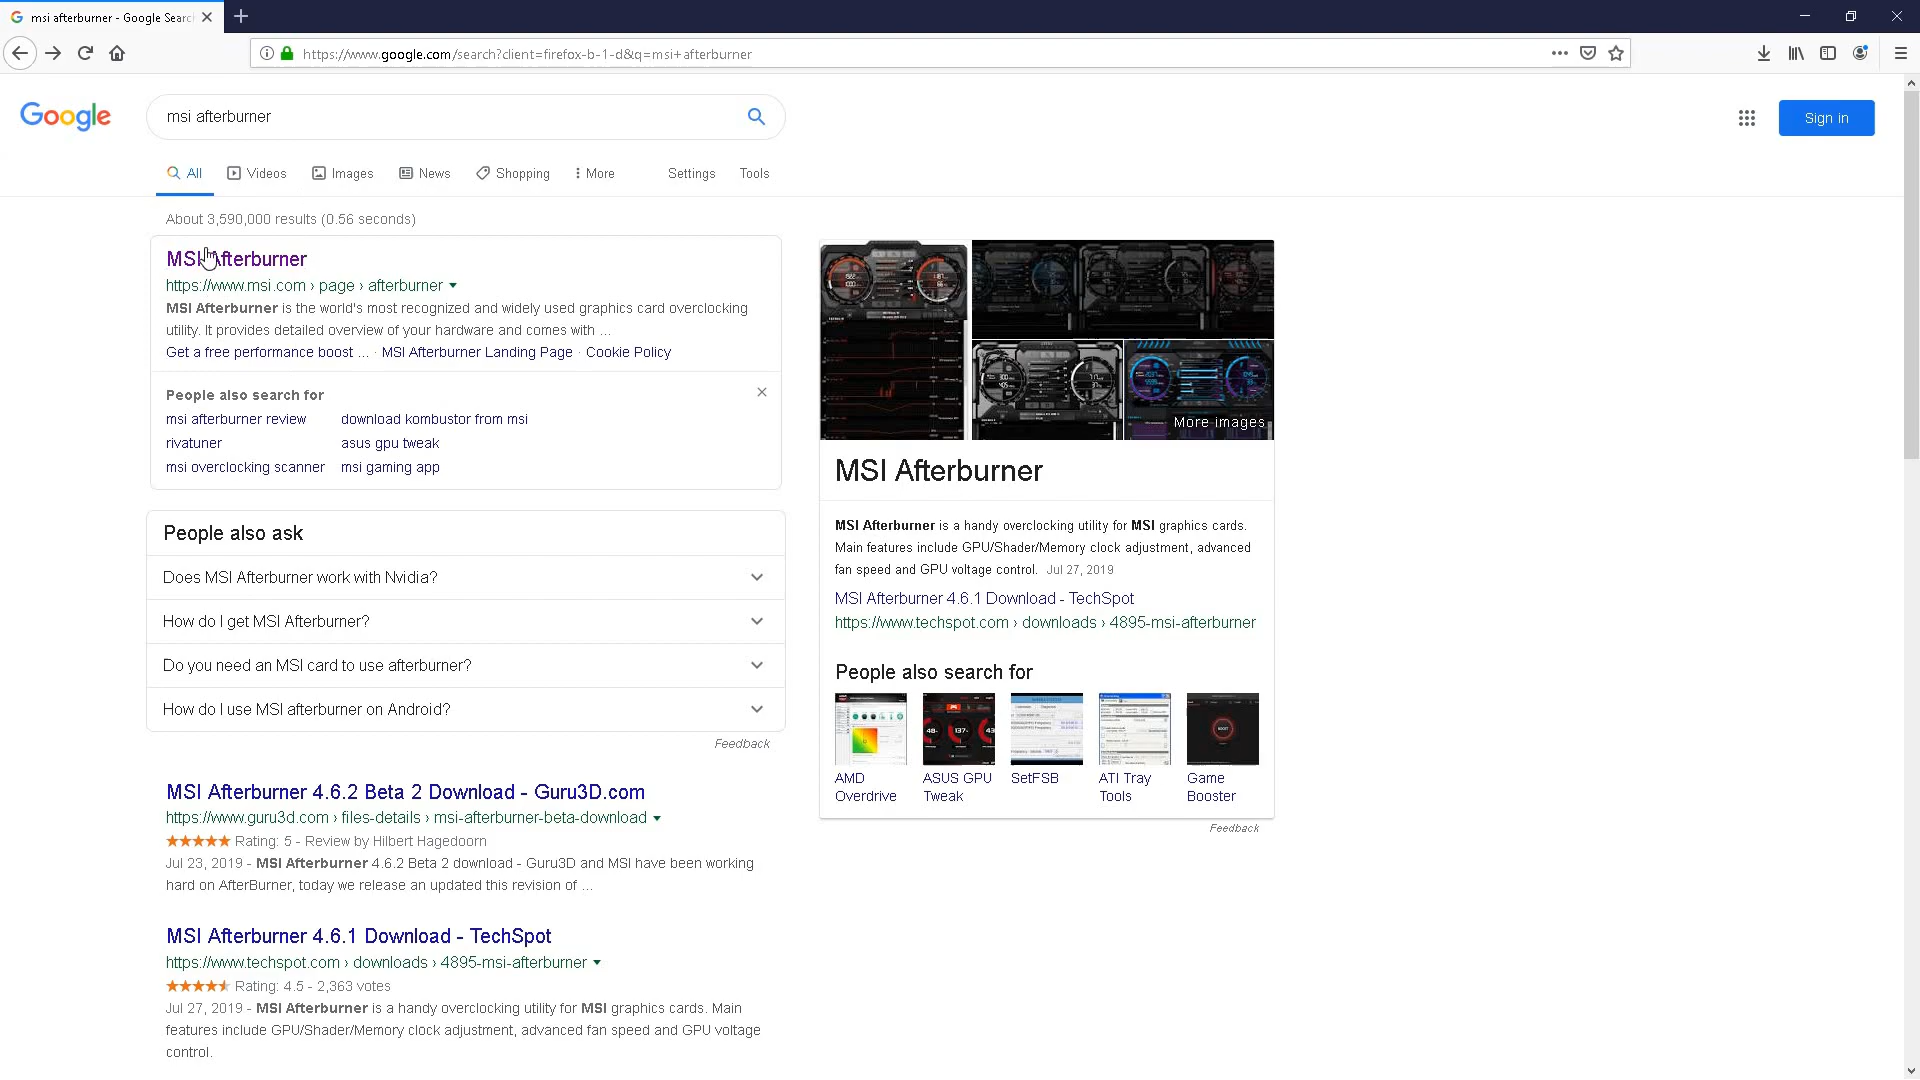 msi afterburner - Google Searc
https://www.google.com/search?client=firefox-b-1-d&q=msi+afterburner
Google
msi afterburner
Sign in
All Videos Images News Shopping More Settings Tools
About 3,590,000 results (0.56 seconds)
MSI Afterburner
https://www.msi.com › page › afterburner
MSI Afterburner is the world's most recognized and widely used graphics card overclocking
utility. It provides detailed overview of your hardware and comes with ...
Get a free performance boost ... · MSI Afterburner Landing Page · Cookie Policy
People also search for
msi afterburner review download kombustor from msi
rivatuner asus gpu tweak
msi overclocking scanner msi gaming app
People also ask
Does MSI Afterburner work with Nvidia?
How do I get MSI Afterburner?
Do you need an MSI card to use afterburner?
How do I use MSI afterburner on Android?
Feedback
MSI Afterburner 4.6.2 Beta 2 Download - Guru3D.com
https://www.guru3d.com › files-details › msi-afterburner-beta-download
Rating: 5 - Review by Hilbert Hagedoorn
Jul 23, 2019 - MSI Afterburner 4.6.2 Beta 2 download - Guru3D and MSI have been working
hard on AfterBurner, today we release an updated this revision of ...
MSI Afterburner 4.6.1 Download - TechSpot
https://www.techspot.com › downloads › 4895-msi-afterburner
Rating: 4.5 - 2,363 votes
Jul 27, 2019 - MSI Afterburner is a handy overclocking utility for MSI graphics cards. Main
features include GPU/Shader/Memory clock adjustment, advanced fan speed and GPU voltage
control.
More images
MSI Afterburner
MSI Afterburner is a handy overclocking utility for MSI graphics cards.
Main features include GPU/Shader/Memory clock adjustment, advanced
fan speed and GPU voltage control. Jul 27, 2019
MSI Afterburner 4.6.1 Download - TechSpot
https://www.techspot.com › downloads › 4895-msi-afterburner
People also search for
AMD
Overdrive
ASUS GPU
Tweak
SetFSB
ATI Tray
Tools
Game
Booster
Feedback